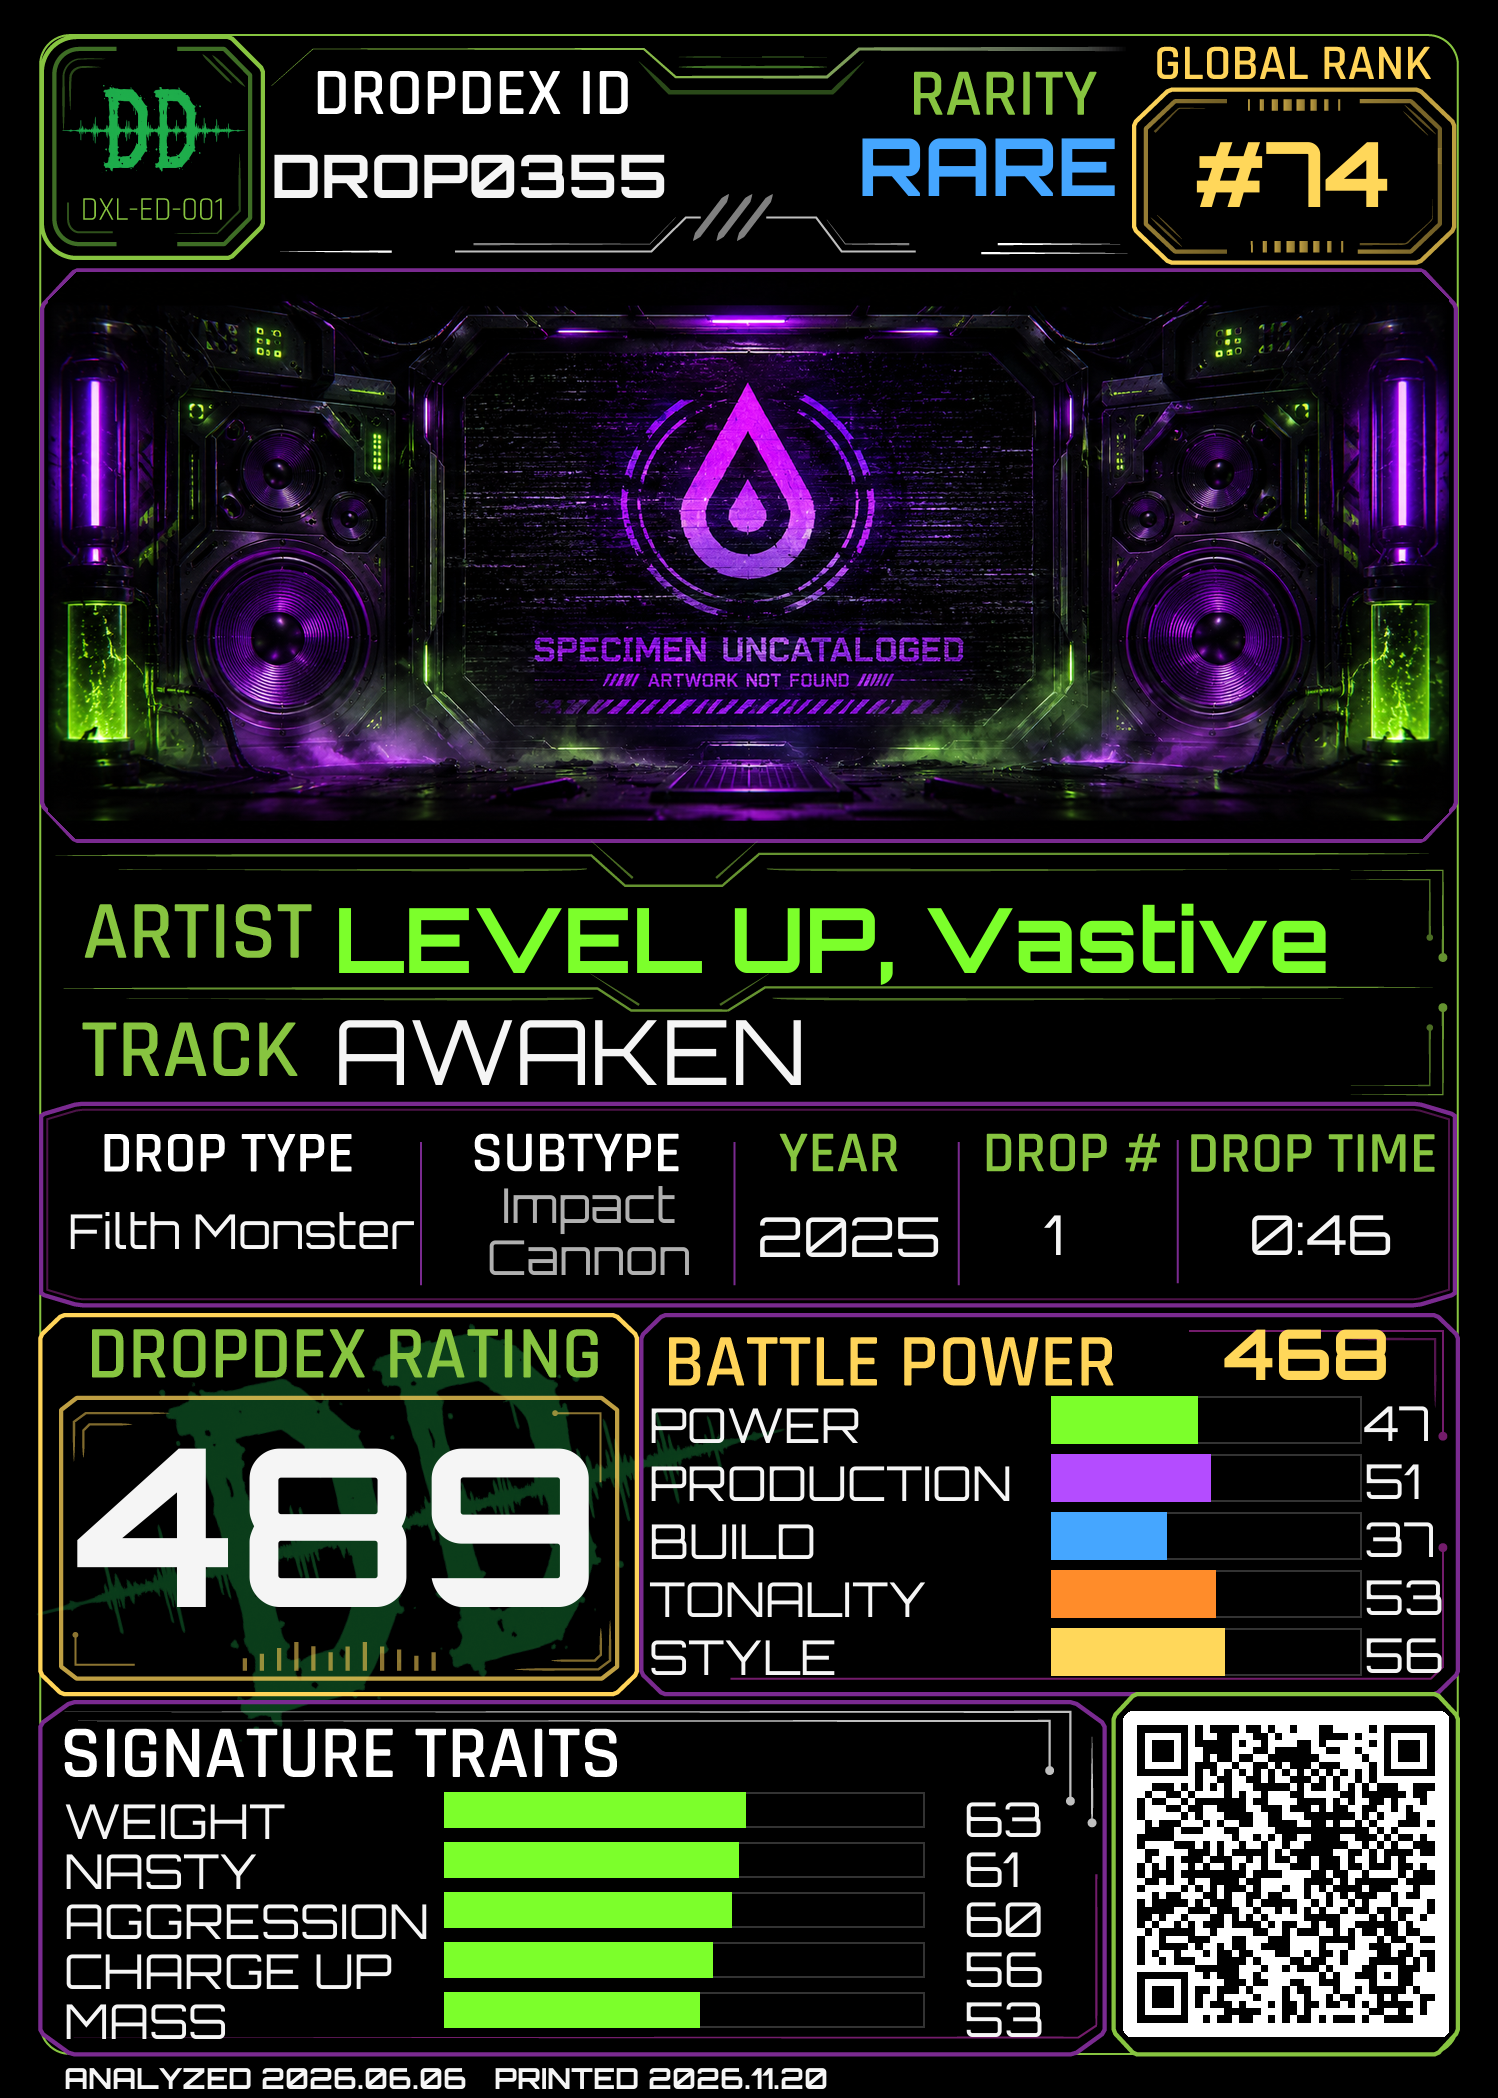 DD
DXL-ED-001
DROPDEX ID
DROP0355
RARITY
RARE
GLOBAL RANK
#74
SPECIMEN UNCATALOGED
///// ARTWORK NOT FOUND /////
ARTIST LEVEL UP, Vastive
TRACK AWAKEN
DROP TYPE
Filth Monster
SUBTYPE
Impact
Cannon
YEAR
2025
DROP #
1
DROP TIME
0:46
DROPDEX RATING
489
BATTLE POWER 468
POWER 47
PRODUCTION 51
BUILD 37
TONALITY 53
STYLE 56
SIGNATURE TRAITS
WEIGHT 63
NASTY 61
AGGRESSION 60
CHARGE UP 56
MASS 53
ANALYZED 2026.06.06 PRINTED 2026.11.20